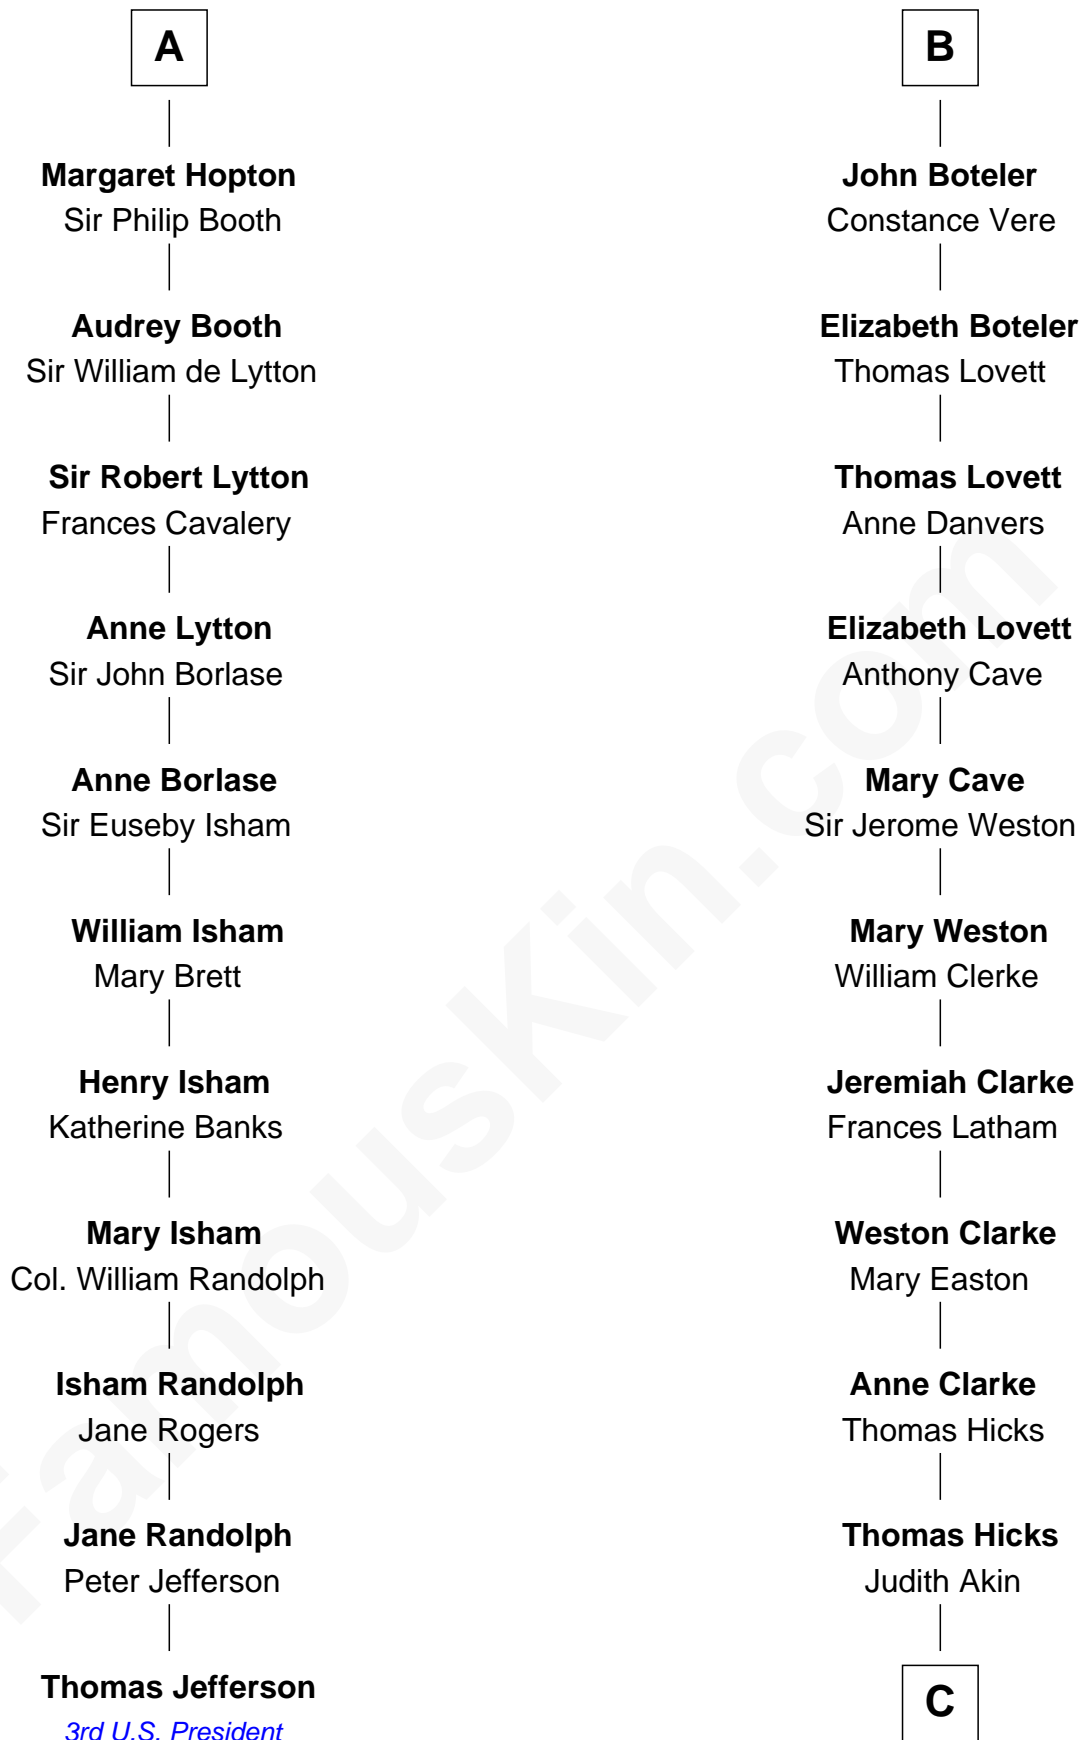 A
Margaret Hopton
Sir Philip Booth
Audrey Booth
Sir William de Lytton
Sir Robert Lytton
Frances Cavalery
Anne Lytton
Sir John Borlase
Anne Borlase
Sir Euseby Isham
William Isham
Mary Brett
Henry Isham
Katherine Banks
Mary Isham
Col. William Randolph
Isham Randolph
Jane Rogers
Jane Randolph
Peter Jefferson
Thomas Jefferson
3rd U.S. President
B
John Boteler
Constance Vere
Elizabeth Boteler
Thomas Lovett
Thomas Lovett
Anne Danvers
Elizabeth Lovett
Anthony Cave
Mary Cave
Sir Jerome Weston
Mary Weston
William Clerke
Jeremiah Clarke
Frances Latham
Weston Clarke
Mary Easton
Anne Clarke
Thomas Hicks
Thomas Hicks
Judith Akin
C
FamousKin.com